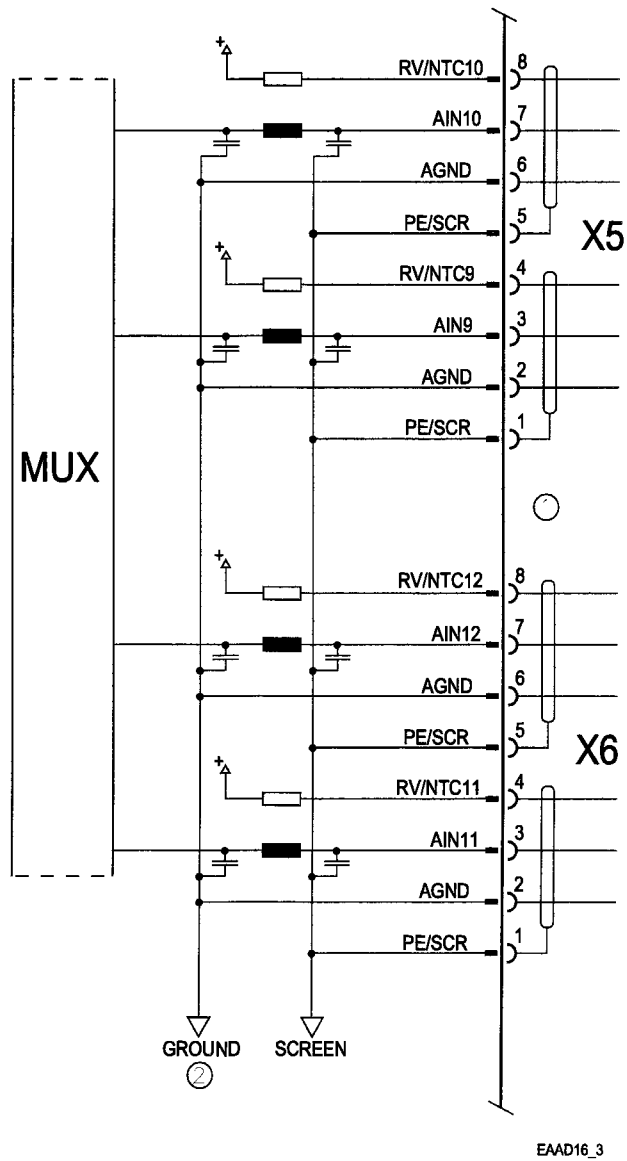 +
RV/NTC10 8
AIN10 7
AGND 6
PE/SCR 5
X5
+
RV/NTC9 4
AIN9 3
AGND 2
PE/SCR 1
MUX
1
+
RV/NTC12 8
AIN12 7
AGND 6
PE/SCR 5
X6
+
RV/NTC11 4
AIN11 3
AGND 2
PE/SCR 1
GROUND SCREEN
2
EAAD16_3